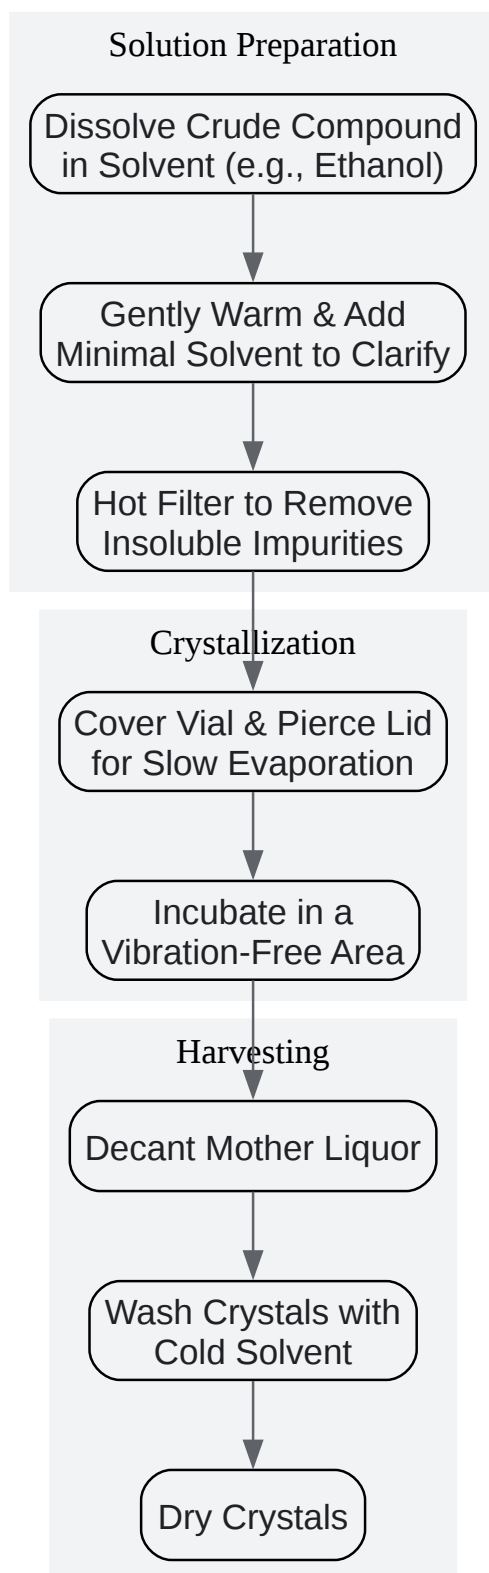 Solution Preparation
Dissolve Crude Compound
in Solvent (e.g., Ethanol)
Gently Warm & Add
Minimal Solvent to Clarify
Hot Filter to Remove
Insoluble Impurities
Crystallization
Cover Vial & Pierce Lid
for Slow Evaporation
Incubate in a
Vibration-Free Area
Harvesting
Decant Mother Liquor
Wash Crystals with
Cold Solvent
Dry Crystals